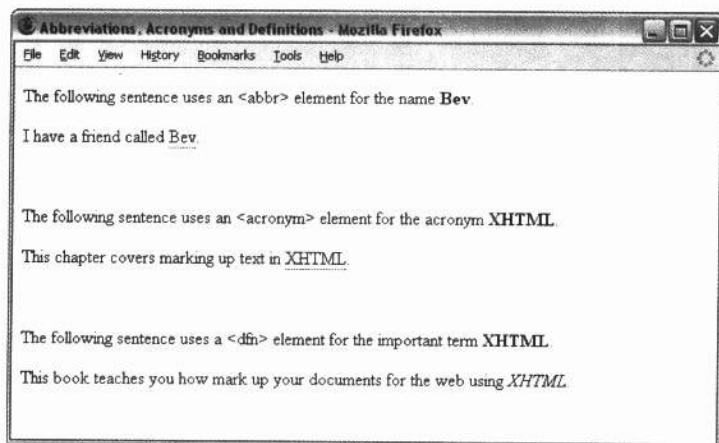 Abbreviations, Acronyms and Definitions - Mozilla Firefox
File Edit View History Bookmarks Tools Help
The following sentence uses an <abbr> element for the name Bev.
I have a friend called Bev.
The following sentence uses an <acronym> element for the acronym XHTML.
This chapter covers marking up text in XHTML.
The following sentence uses a <dfn> element for the important term XHTML
This book teaches you how mark up your documents for the web using XHTML